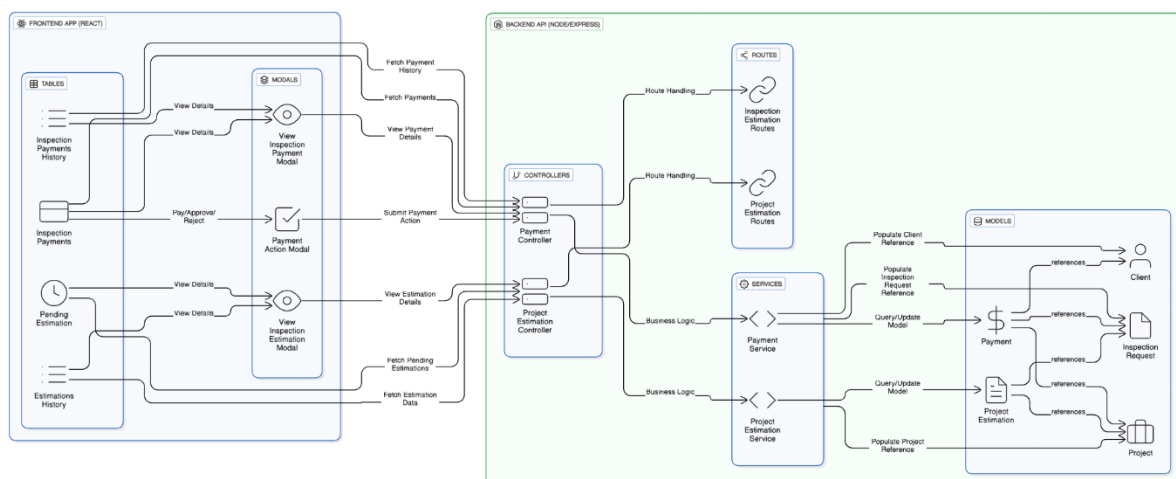 FRONTEND APP (REACT)
TABLES
Inspection
Payments
History
Inspection
Payments
Pending
Estimation
Estimations
History
View Details
View Details
Pay/Approve/
Reject
View Details
View Details
MODALS
View
Inspection
Payment
Modal
Payment
Action Modal
View
Inspection
Estimation
Modal
Fetch Payment
History
Fetch Payments
View Payment
Details
Submit Payment
Action
View Estimation
Details
Fetch Pending
Estimations
Fetch Estimation
Data
BACKEND API (NODE/EXPRESS)
CONTROLLERS
Payment
Controller
Project
Estimation
Controller
Route Handling
Route Handling
Business Logic
Business Logic
ROUTES
Inspection
Estimation
Routes
Project
Estimation
Routes
SERVICES
Payment
Service
Project
Estimation
Service
Populate Client
Reference
Populate
Inspection
Request
Reference
Query/Update
Model
Query/Update
Model
Populate Project
Reference
MODELS
Payment
Project
Estimation
references
references
references
references
references
references
Client
Inspection
Request
Project